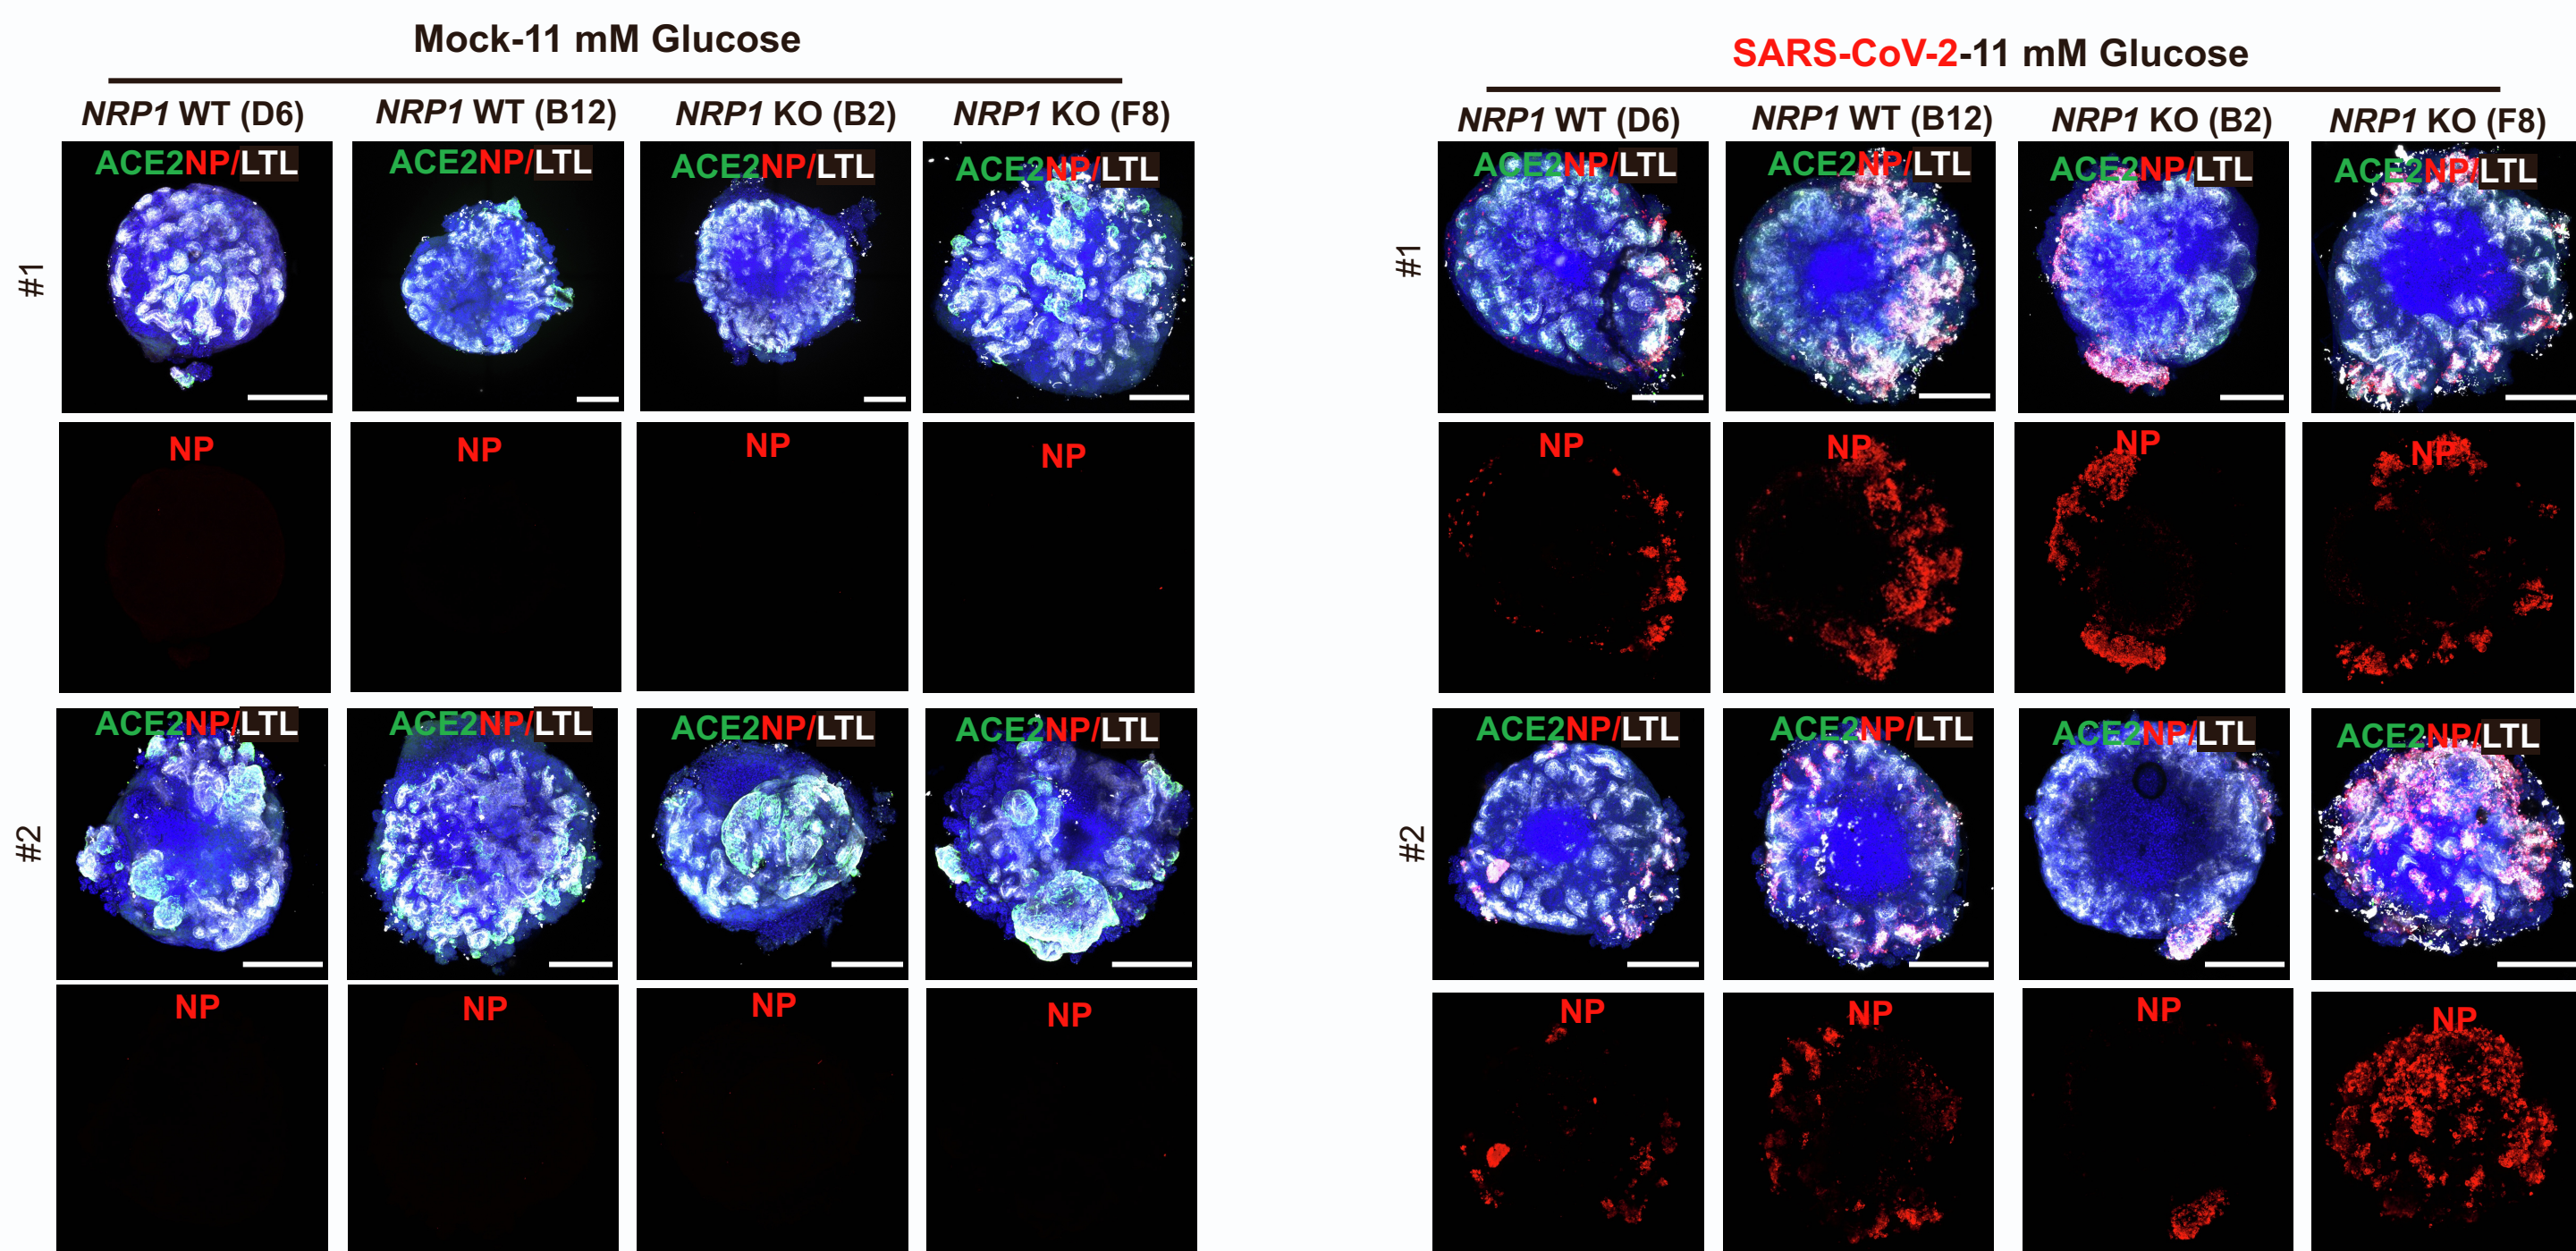 Mock-11 mM Glucose
NRP1 WT (D6) NRP1 WT (B12) NRP1 KO (B2) NRP1 KO (F8)
#1
ACE2NP/LTL ACE2NP/LTL ACE2NP/LTL ACE2NP/LTL
NP NP NP NP
#2
ACE2NP/LTL ACE2NP/LTL ACE2NP/LTL ACE2NP/LTL
NP NP NP NP
SARS-CoV-2-11 mM Glucose
NRP1 WT (D6) NRP1 WT (B12) NRP1 KO (B2) NRP1 KO (F8)
#1
ACE2NP/LTL ACE2NP/LTL ACE2NP/LTL ACE2NP/LTL
NP NP NP NP
#2
ACE2NP/LTL ACE2NP/LTL ACE2NP/LTL ACE2NP/LTL
NP NP NP NP